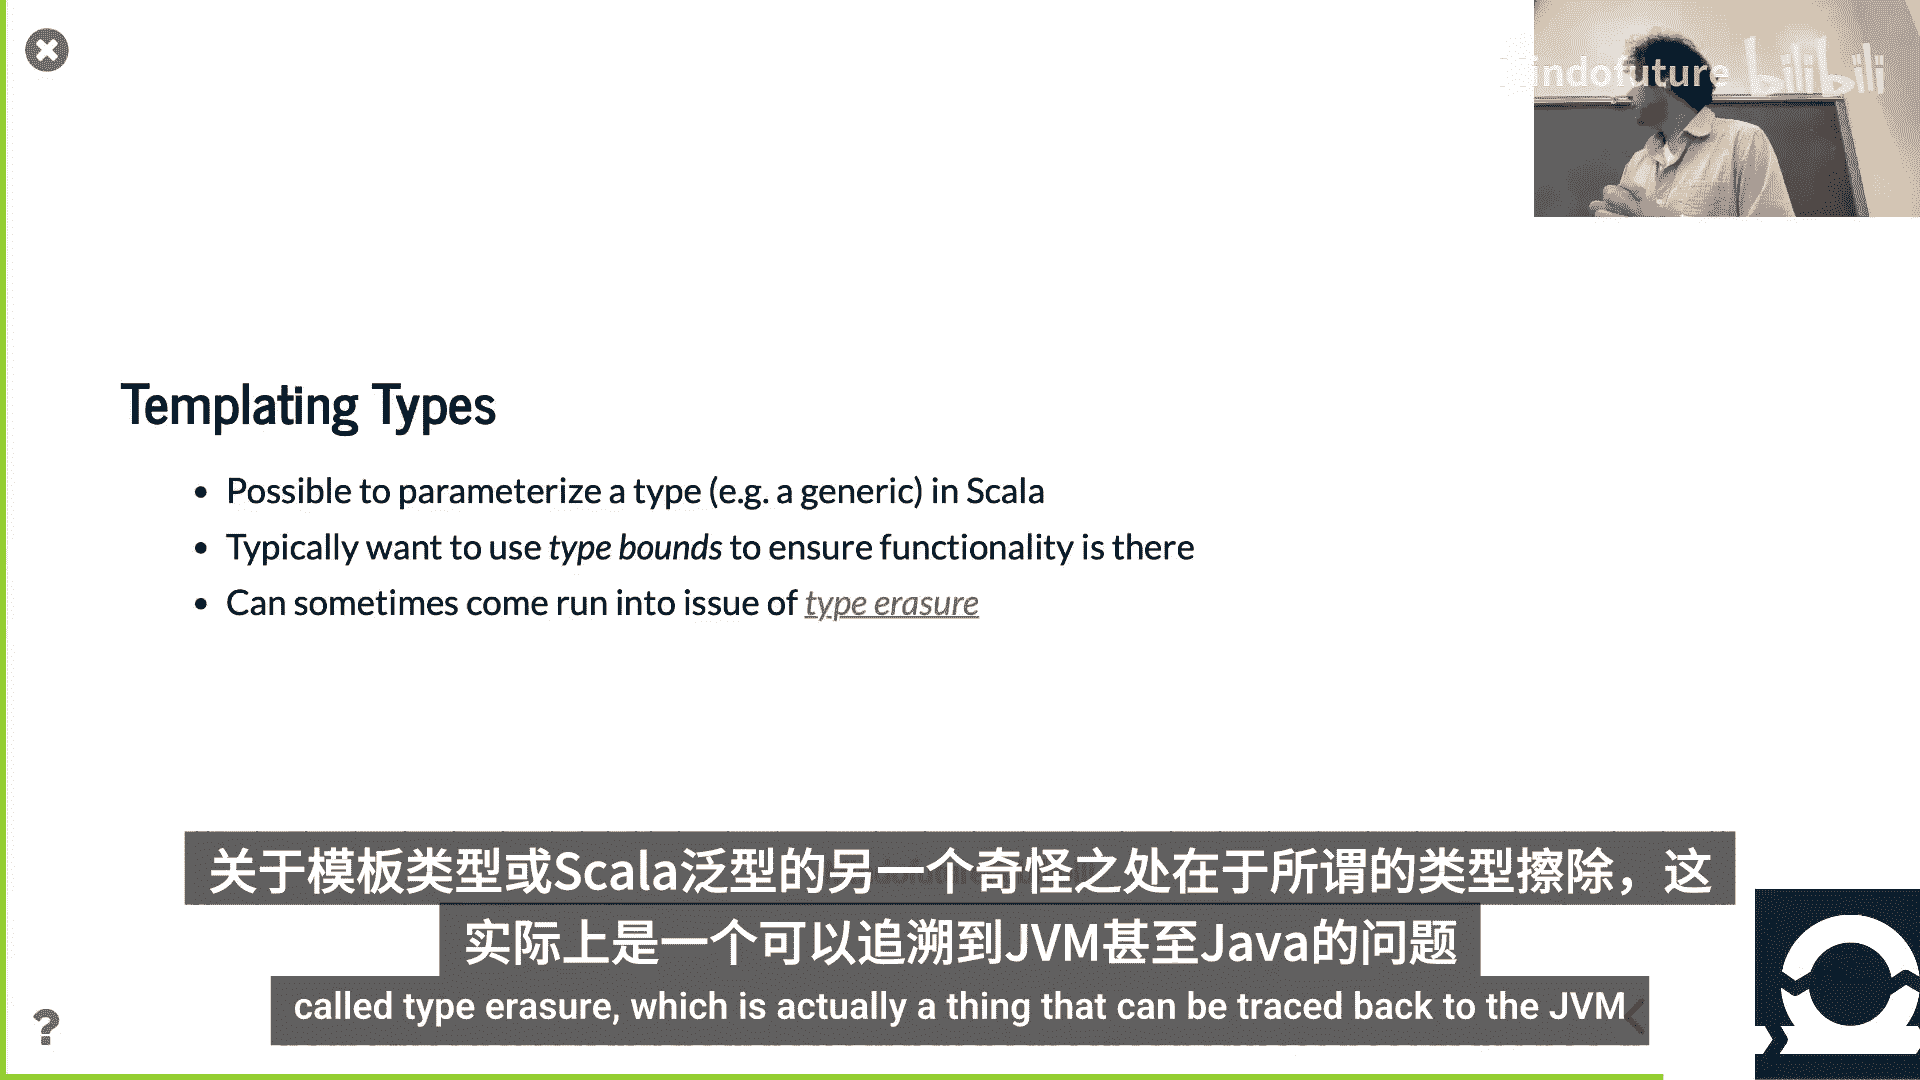 indofuture bilibili
Templating Types
Possible to parameterize a type (e.g. a generic) in Scala
Typically want to use type bounds to ensure functionality is there
Can sometimes come run into issue of type erasure
关于模板类型或Scala泛型的另一个奇怪之处在于所谓的类型擦除，这
实际上是一个可以追溯到JVM甚至Java的问题
called type erasure, which is actually a thing that can be traced back to the JVM
?